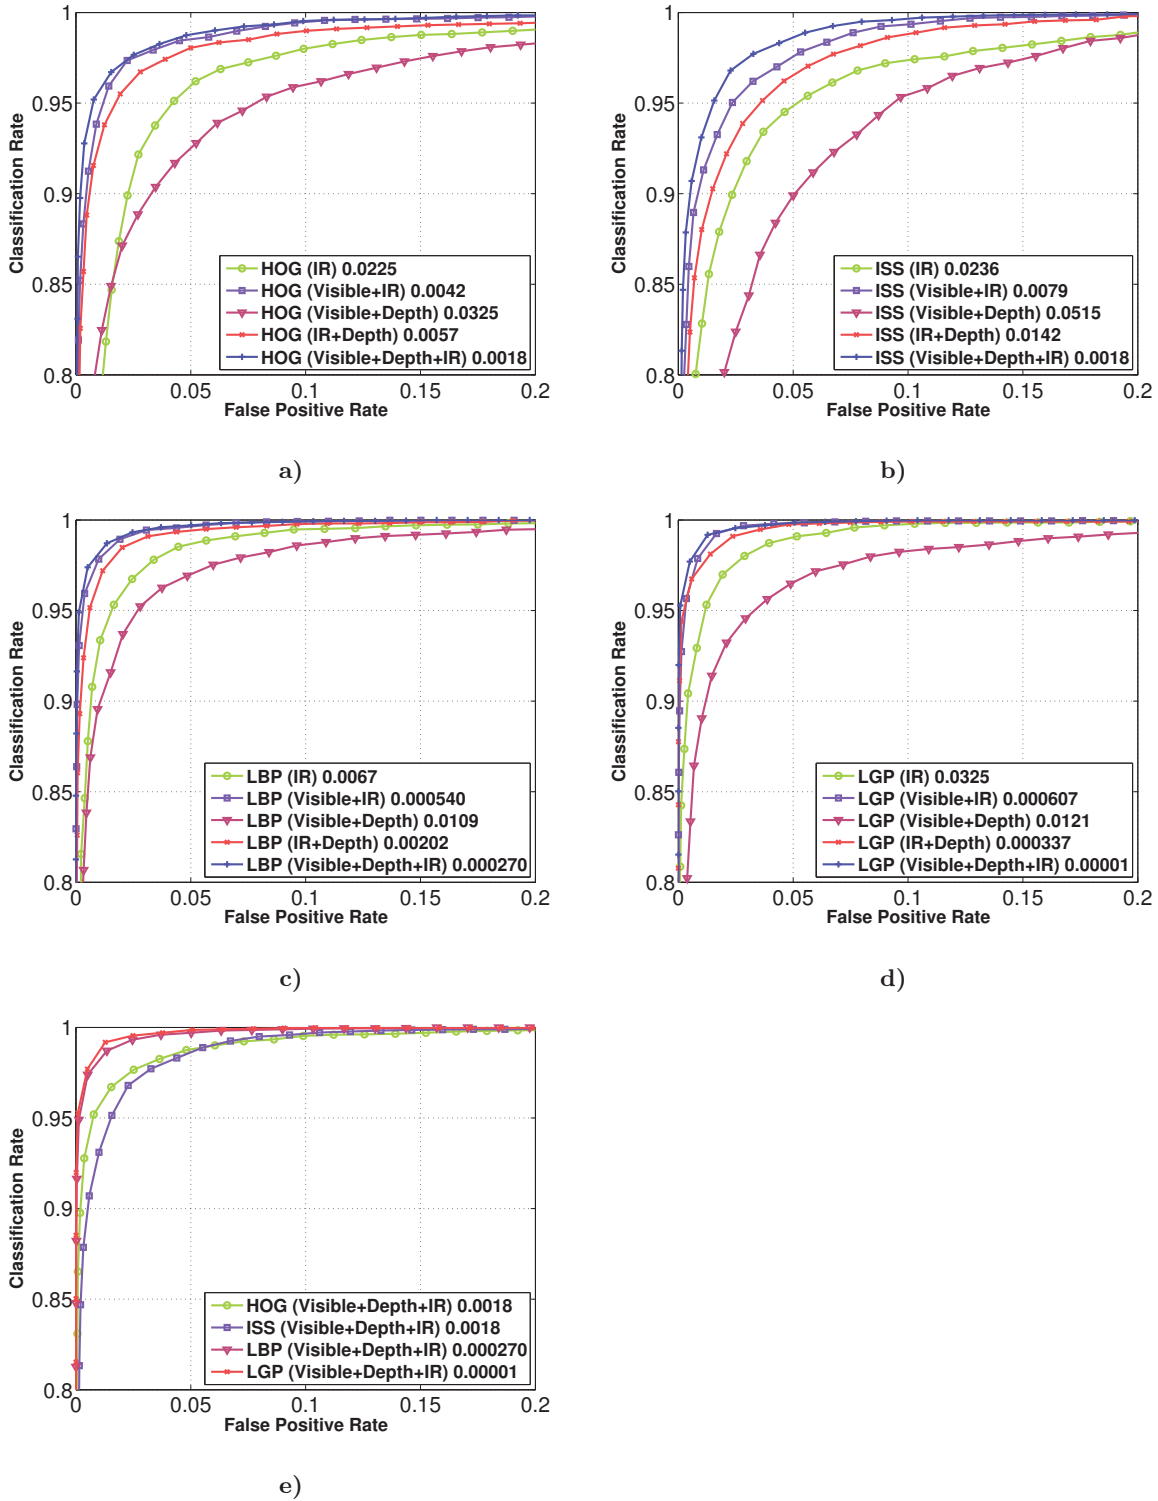 1
0.95
0.9
0.85
0.8
0
0.05
0.1
0.15
0.2
Classification Rate
False Positive Rate
HOG (IR) 0.0225
HOG (Visible+IR) 0.0042
HOG (Visible+Depth) 0.0325
HOG (IR+Depth) 0.0057
HOG (Visible+Depth+IR) 0.0018
a)
1
0.95
0.9
0.85
0.8
0
0.05
0.1
0.15
0.2
Classification Rate
False Positive Rate
ISS (IR) 0.0236
ISS (Visible+IR) 0.0079
ISS (Visible+Depth) 0.0515
ISS (IR+Depth) 0.0142
ISS (Visible+Depth+IR) 0.0018
b)
1
0.95
0.9
0.85
0.8
0
0.05
0.1
0.15
0.2
Classification Rate
False Positive Rate
LBP (IR) 0.0067
LBP (Visible+IR) 0.000540
LBP (Visible+Depth) 0.0109
LBP (IR+Depth) 0.00202
LBP (Visible+Depth+IR) 0.000270
c)
1
0.95
0.9
0.85
0.8
0
0.05
0.1
0.15
0.2
Classification Rate
False Positive Rate
LGP (IR) 0.0325
LGP (Visible+IR) 0.000607
LGP (Visible+Depth) 0.0121
LGP (IR+Depth) 0.000337
LGP (Visible+Depth+IR) 0.00001
d)
1
0.95
0.9
0.85
0.8
0
0.05
0.1
0.15
0.2
Classification Rate
False Positive Rate
HOG (Visible+Depth+IR) 0.0018
ISS (Visible+Depth+IR) 0.0018
LBP (Visible+Depth+IR) 0.000270
LGP (Visible+Depth+IR) 0.00001
e)